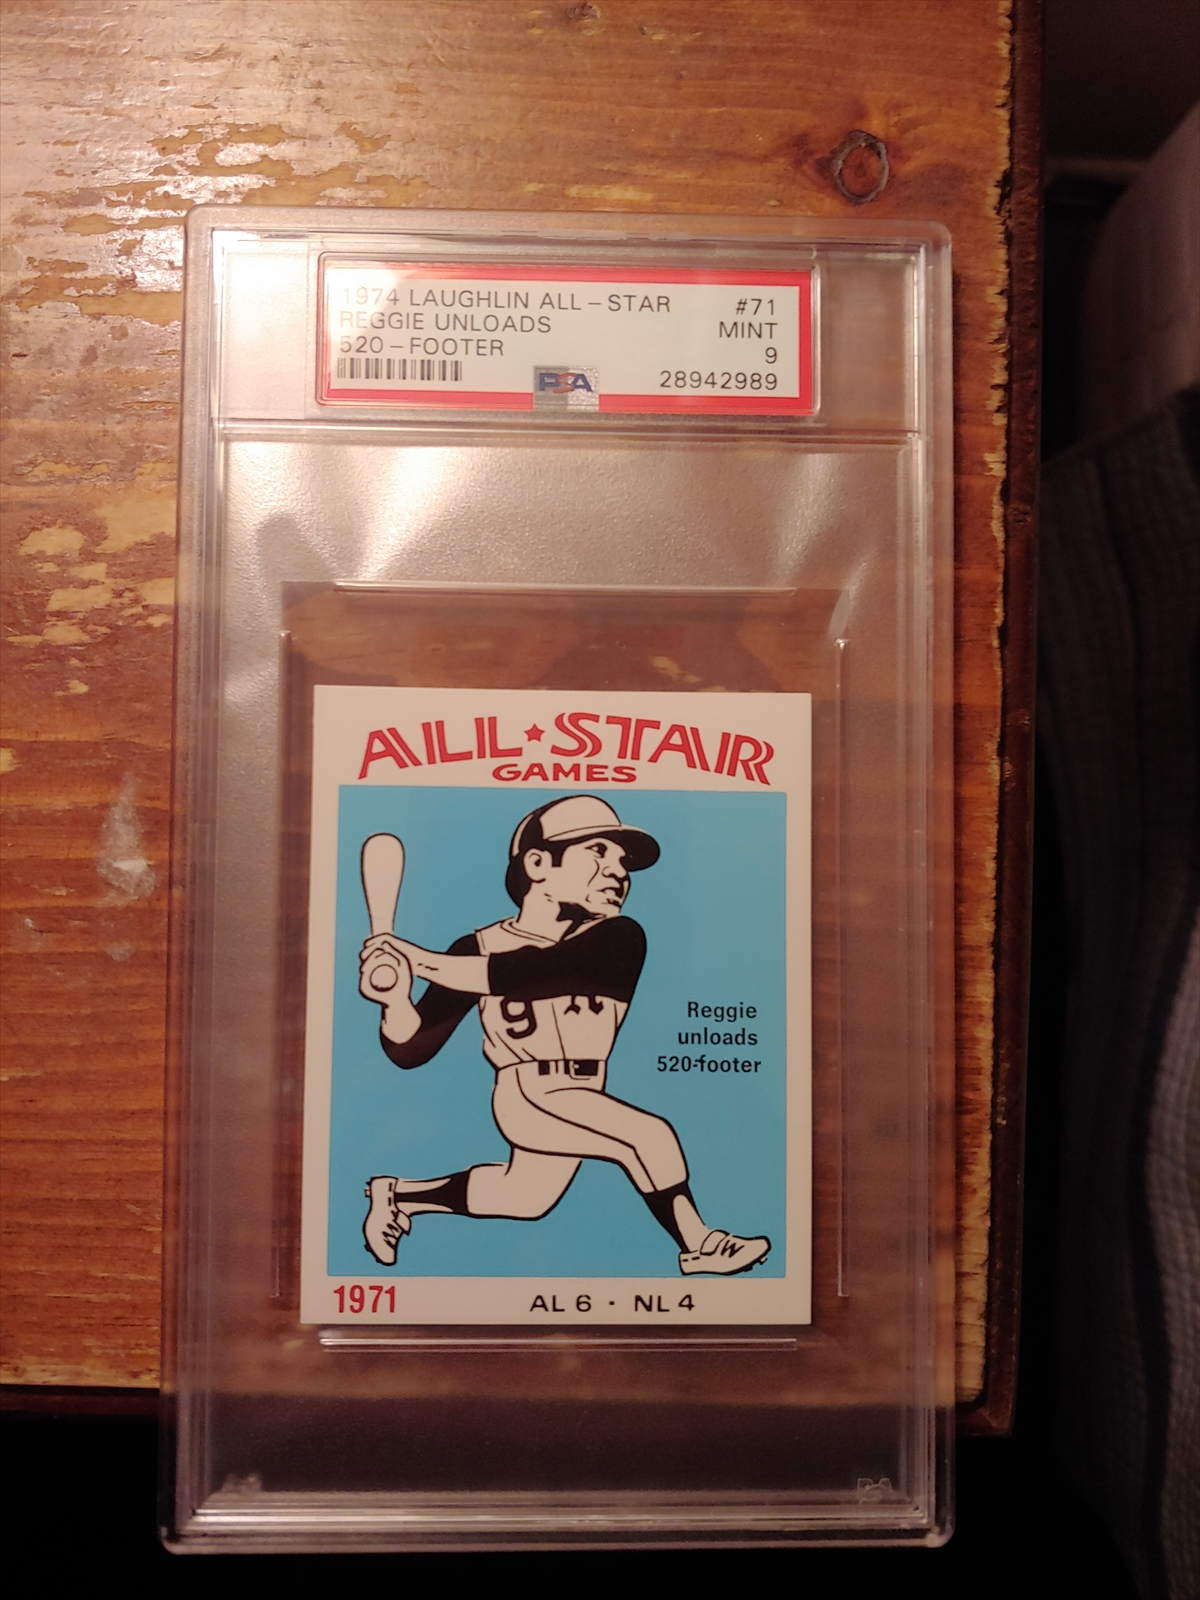 1974 LAUGHLIN ALL-STAR #71
REGGIE UNLOADS MINT
520-FOOTER 9
PSA 28942989
ALL★STAR
GAMES
9
Reggie
unloads
520-footer
1971 AL 6 · NL 4
PSA